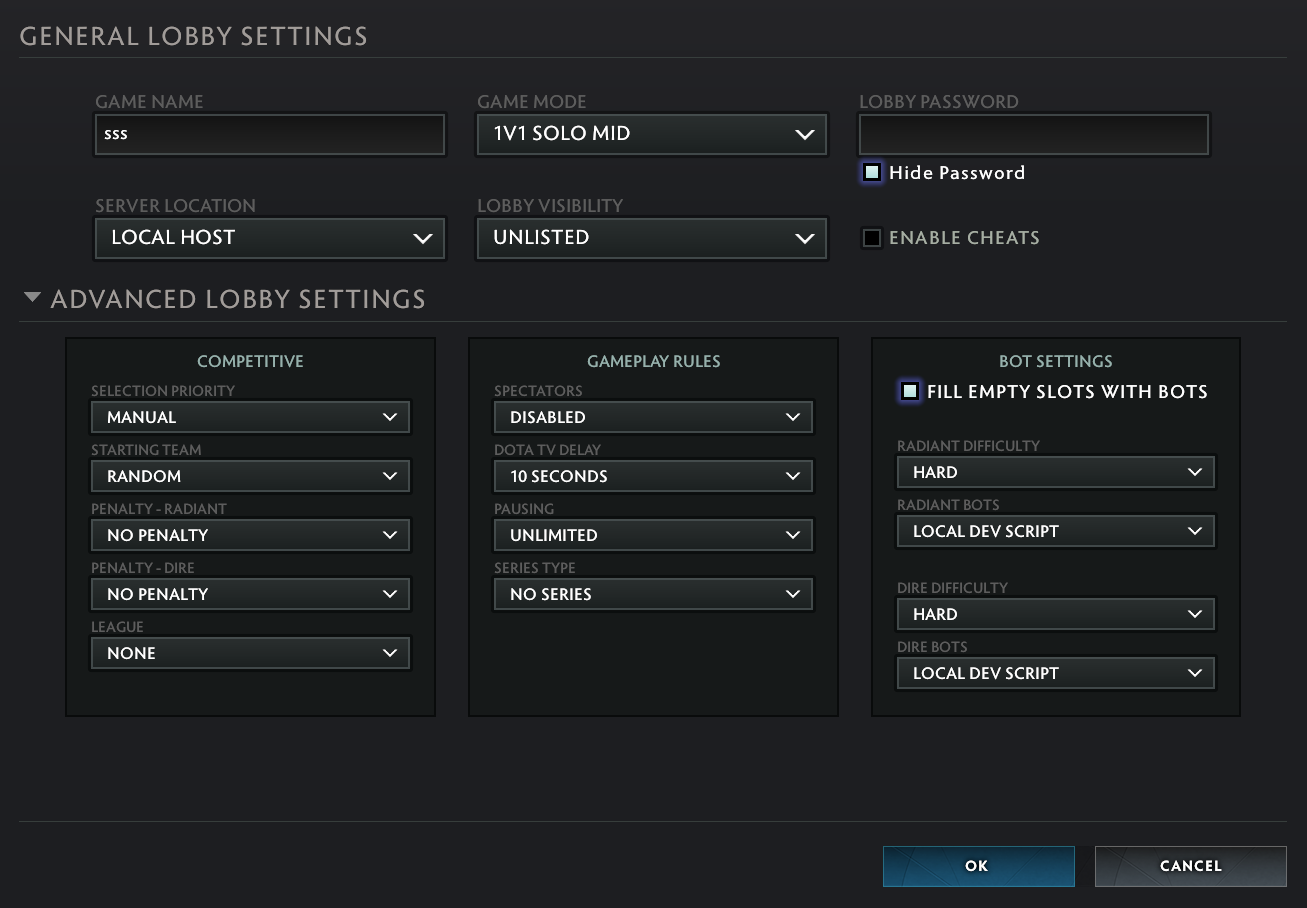 GENERAL LOBBY SETTINGS
GAME NAME
sss
GAME MODE
1V1 SOLO MID
LOBBY PASSWORD
Hide Password
SERVER LOCATION
LOCAL HOST
LOBBY VISIBILITY
UNLISTED
ENABLE CHEATS
ADVANCED LOBBY SETTINGS
COMPETITIVE
SELECTION PRIORITY
MANUAL
STARTING TEAM
RANDOM
PENALTY - RADIANT
NO PENALTY
PENALTY - DIRE
NO PENALTY
LEAGUE
NONE
GAMEPLAY RULES
SPECTATORS
DISABLED
DOTA TV DELAY
10 SECONDS
PAUSING
UNLIMITED
SERIES TYPE
NO SERIES
BOT SETTINGS
FILL EMPTY SLOTS WITH BOTS
RADIANT DIFFICULTY
HARD
RADIANT BOTS
LOCAL DEV SCRIPT
DIRE DIFFICULTY
HARD
DIRE BOTS
LOCAL DEV SCRIPT
OK
CANCEL